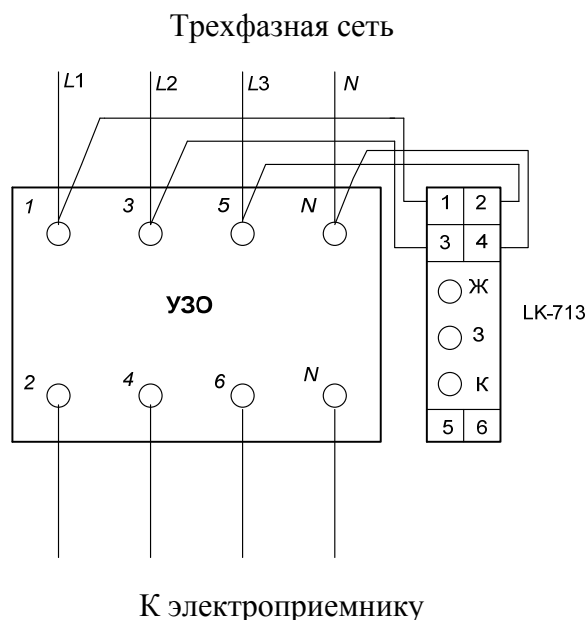 Трехфазная сеть
L1 L2 L3 N
1 3 5 N
1 2
3 4
Ж
УЗО
З
LK-713
К
2 4 6 N
5 6
К электроприемнику